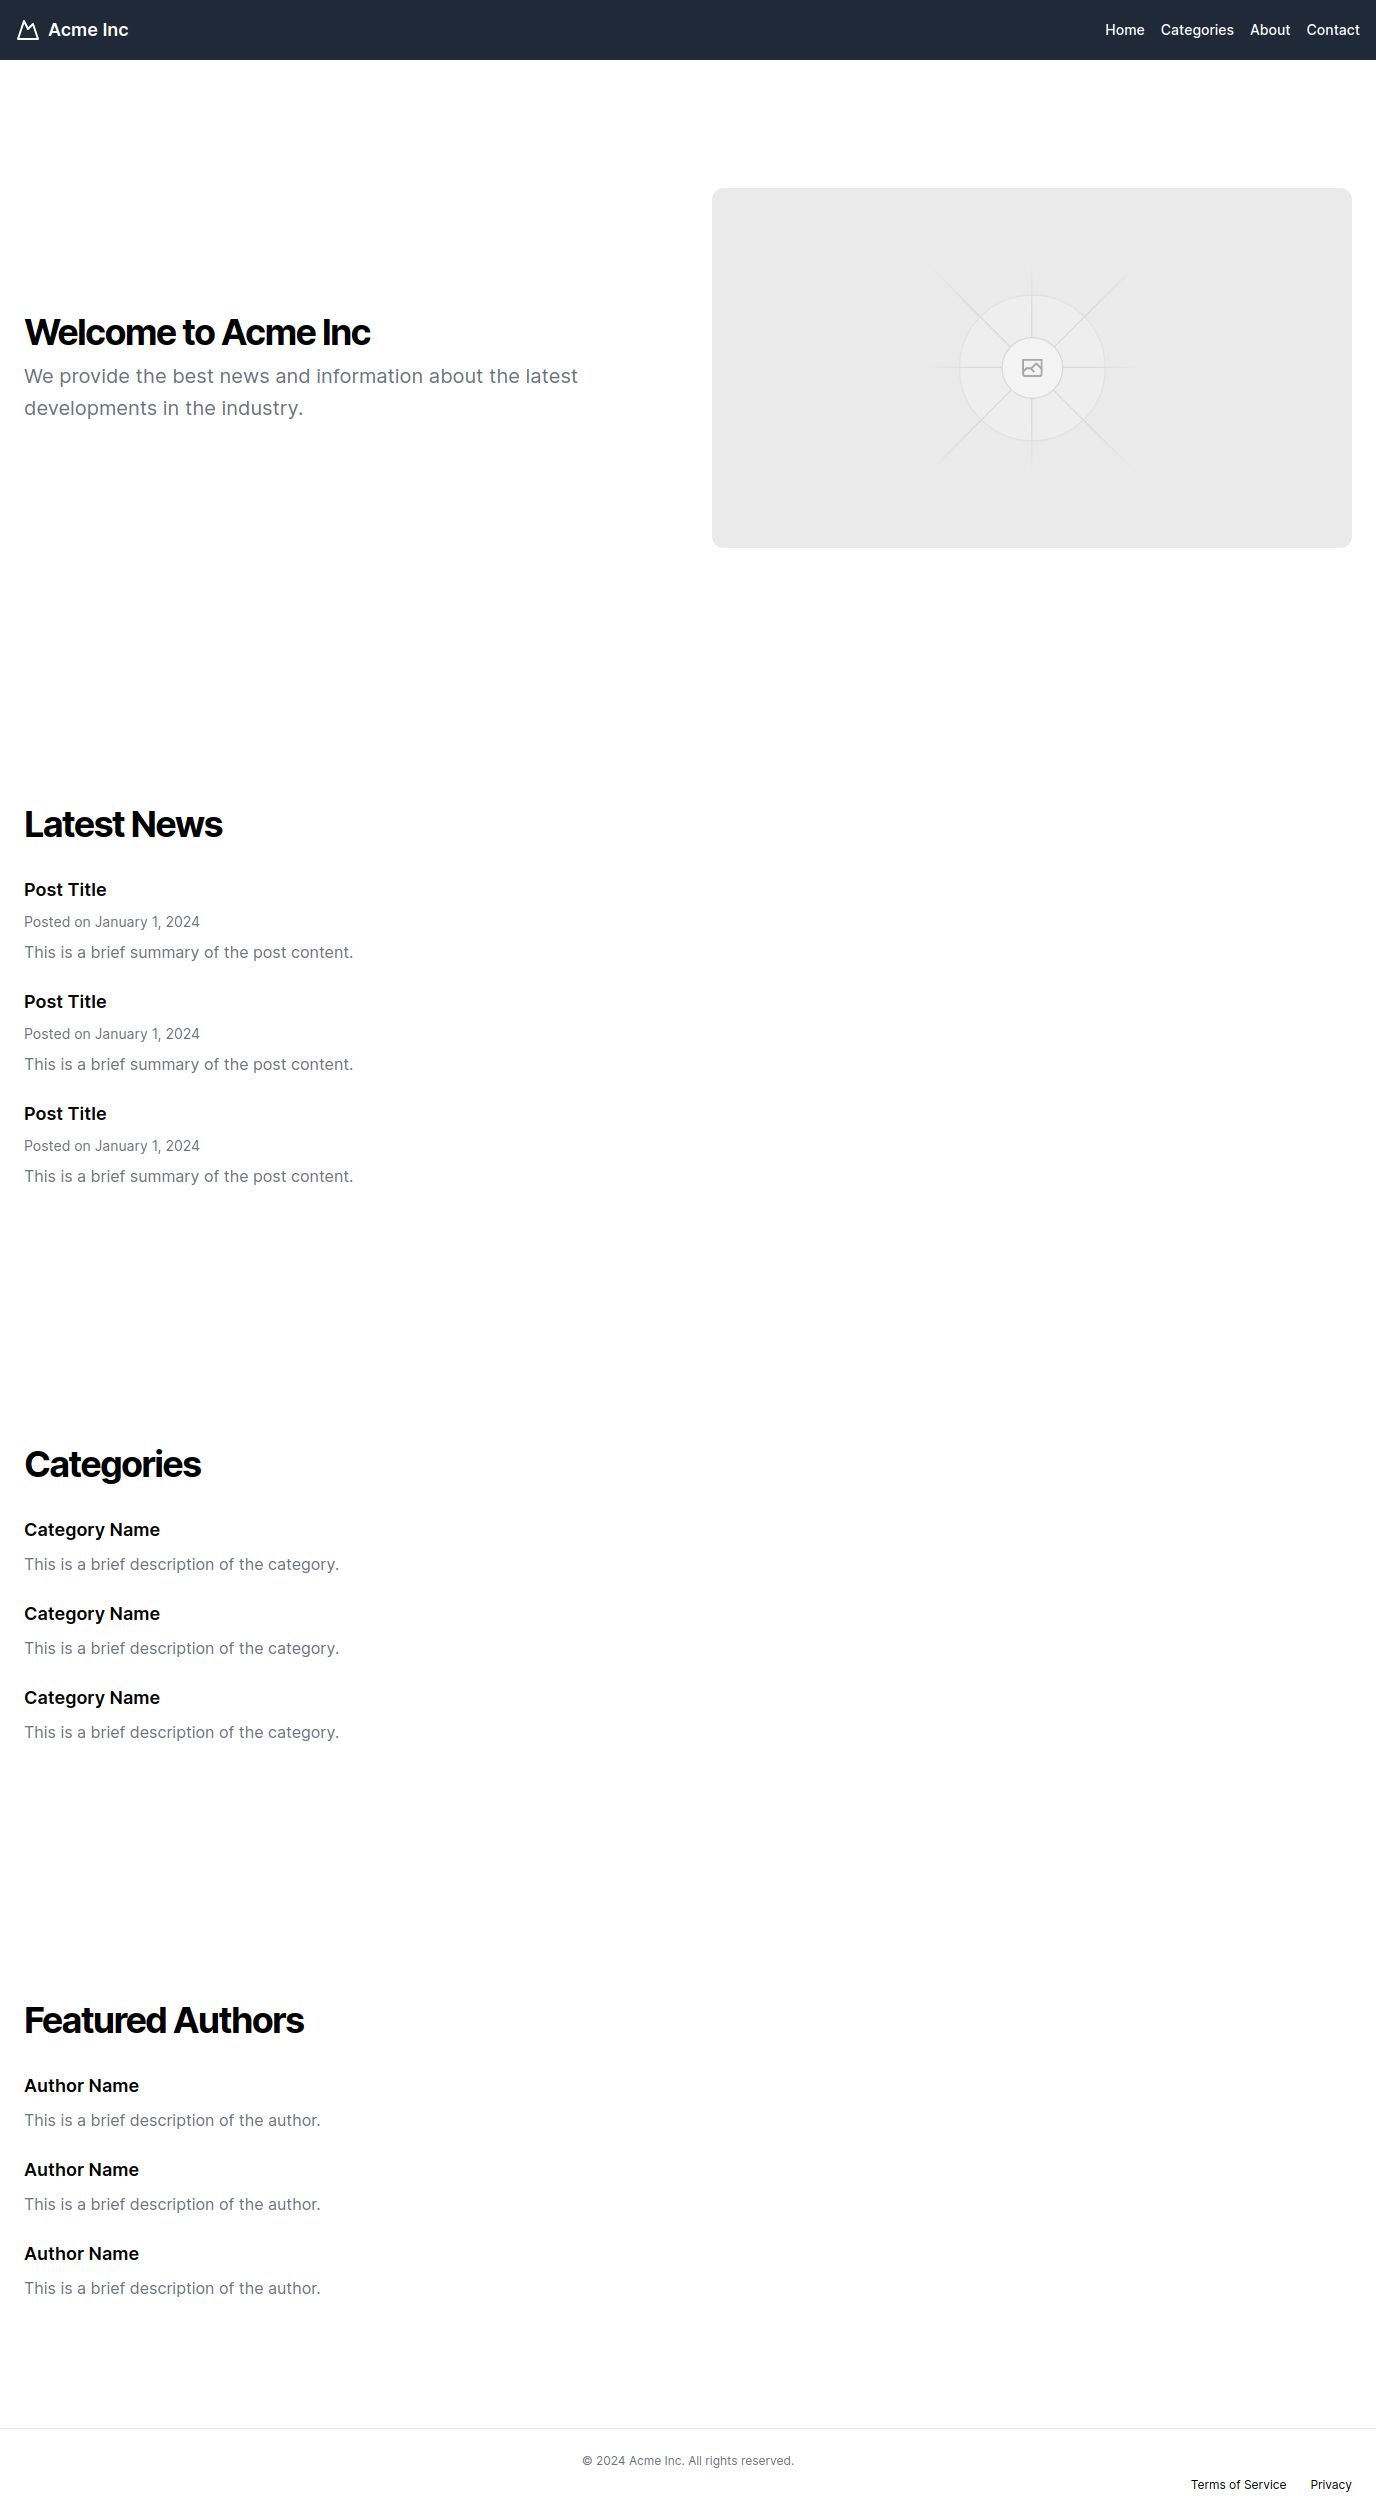 Acme Inc
Home Categories About Contact
Welcome to Acme Inc
We provide the best news and information about the latest
developments in the industry.
Latest News
Post Title
Posted on January 1, 2024
This is a brief summary of the post content.
Post Title
Posted on January 1, 2024
This is a brief summary of the post content.
Post Title
Posted on January 1, 2024
This is a brief summary of the post content.
Categories
Category Name
This is a brief description of the category.
Category Name
This is a brief description of the category.
Category Name
This is a brief description of the category.
Featured Authors
Author Name
This is a brief description of the author.
Author Name
This is a brief description of the author.
Author Name
This is a brief description of the author.
© 2024 Acme Inc. All rights reserved.
Terms of Service Privacy